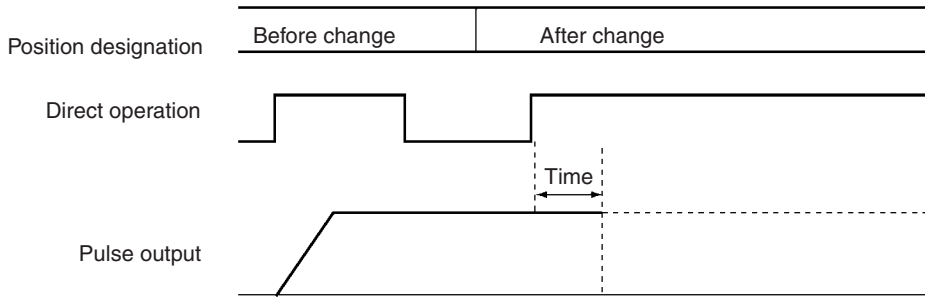 Position designation
Before change
After change
Direct operation
Time
Pulse output